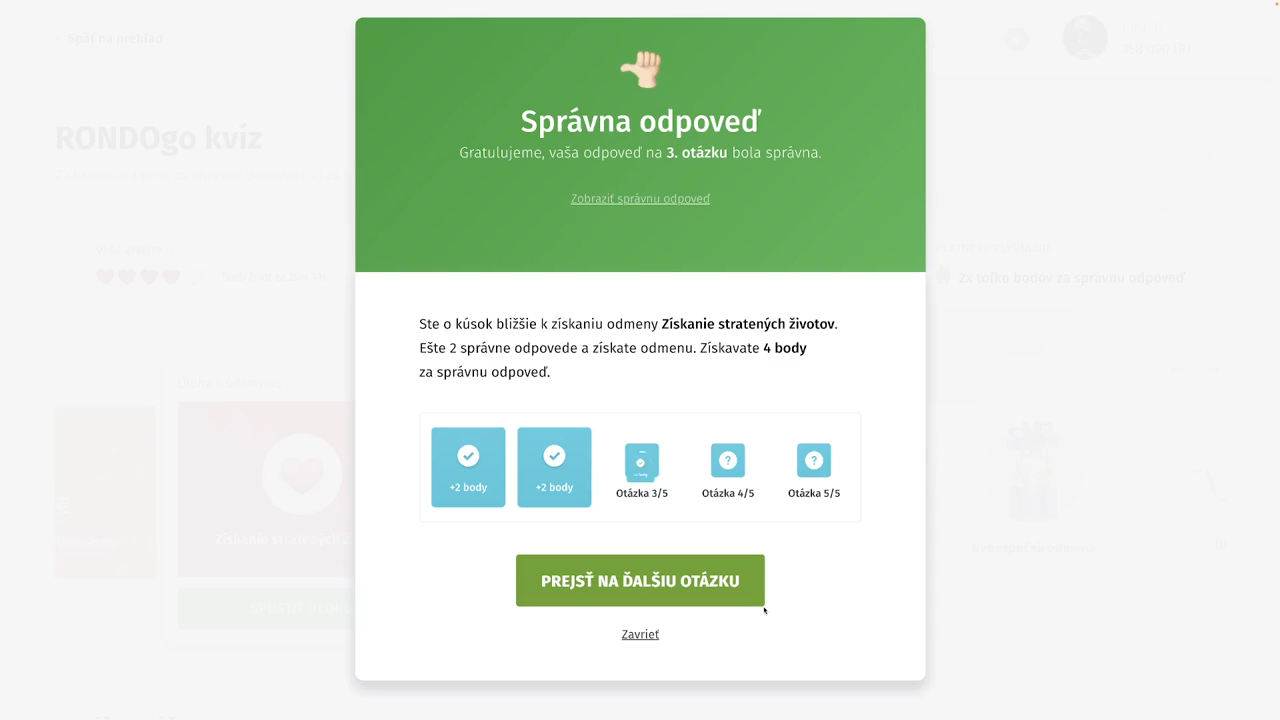 Späť na prehľad
RONDOgo kvíz
2x toľko bodov za správnu odpoveď
Správna odpoveď
Gratulujeme, vaša odpoveď na 3. otázku bola správna.
Zobraziť správnu odpoveď
Ste o kúsok bližšie k získaniu odmeny Získanie stratených životov.
Ešte 2 správne odpovede a získate odmenu. Získavate 4 body
za správnu odpoveď.
+2 body
+2 body
Otázka 3/5
Otázka 4/5
Otázka 5/5
PREJSŤ NA ĎALŠIU OTÁZKU
Zavrieť